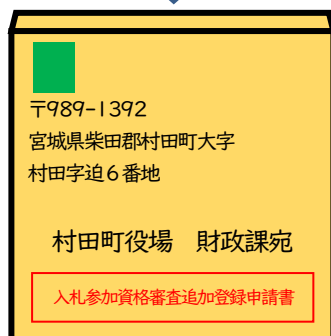 〒989-1392
宮城県柴田郡村田町大字
村田字迫6番地
村田町役場　財政課宛
入札参加資格審査追加登録申請書